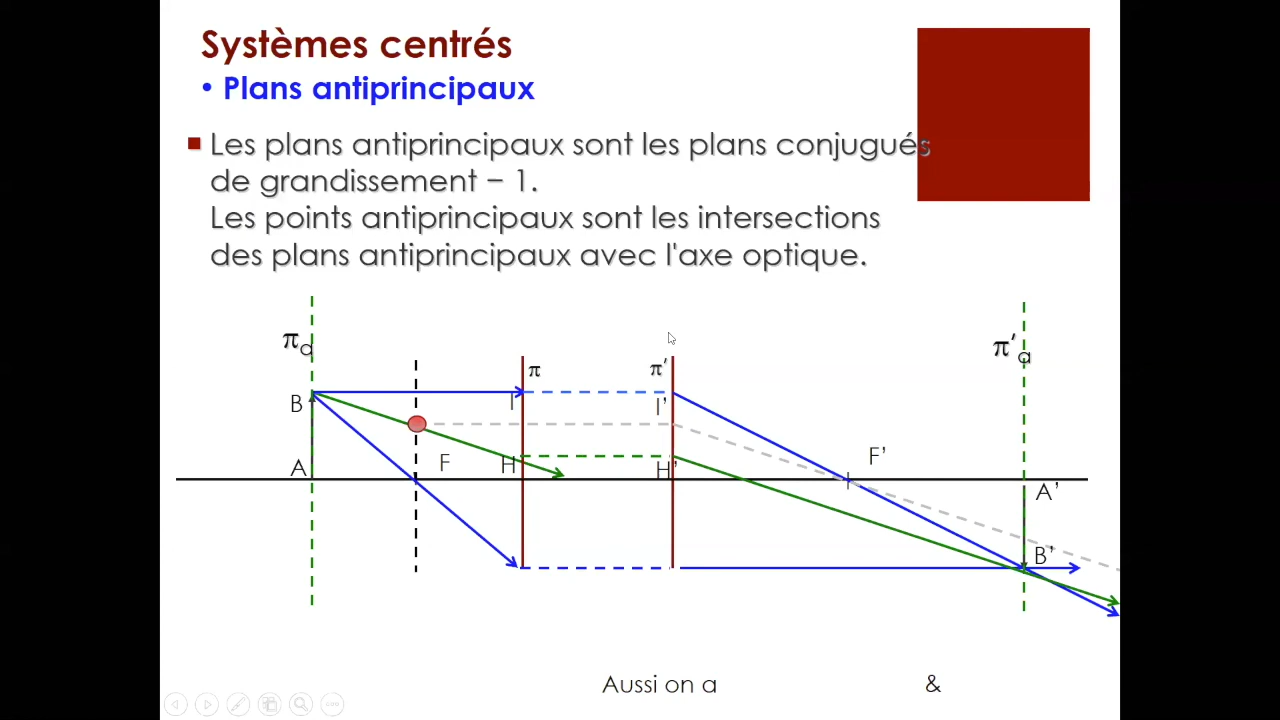 Systèmes centrés
• Plans antiprincipaux
Les plans antiprincipaux sont les plans conjugués
de grandissement − 1.
Les points antiprincipaux sont les intersections
des plans antiprincipaux avec l'axe optique.
πa
π′a
π
π′
B
I
I'
A
F
H
H'
F'
A'
B'
Aussi on a
&